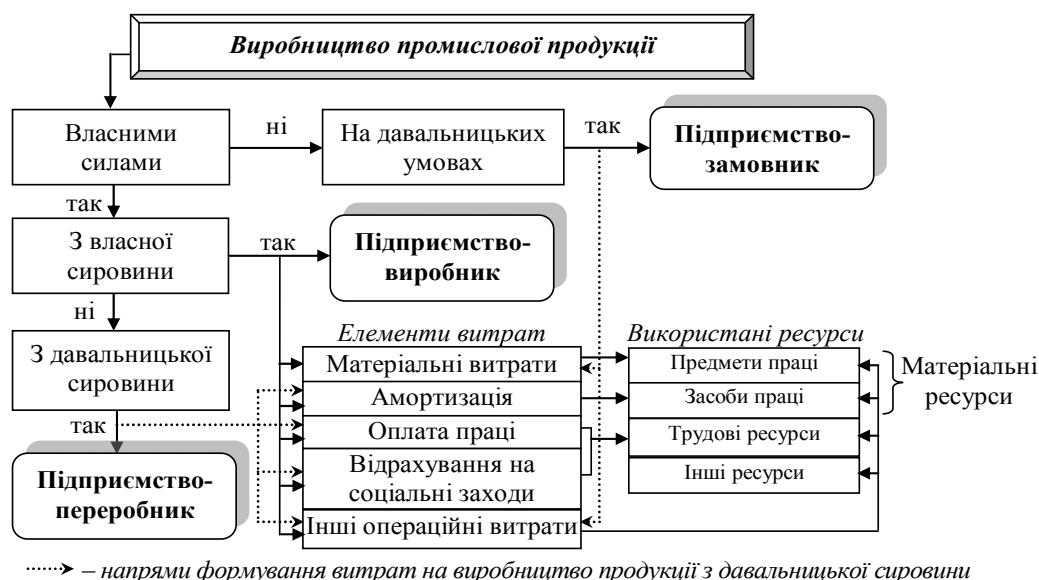 Виробництво промислової продукції
Власними
силами
ні
На давальницьких
умовах
так
Підприємство-
замовник
так
З власної
сировини
так
Підприємство-
виробник
ні
З давальницької
сировини
так
Підприємство-
переробник
Елементи витрат
Матеріальні витрати
Амортизація
Оплата праці
Відрахування на
соціальні заходи
Інші операційні витрати
Використані ресурси
Предмети праці
Засоби праці
Трудові ресурси
Інші ресурси
Матеріальні
ресурси
– напрями формування витрат на виробництво продукції з давальницької сировини